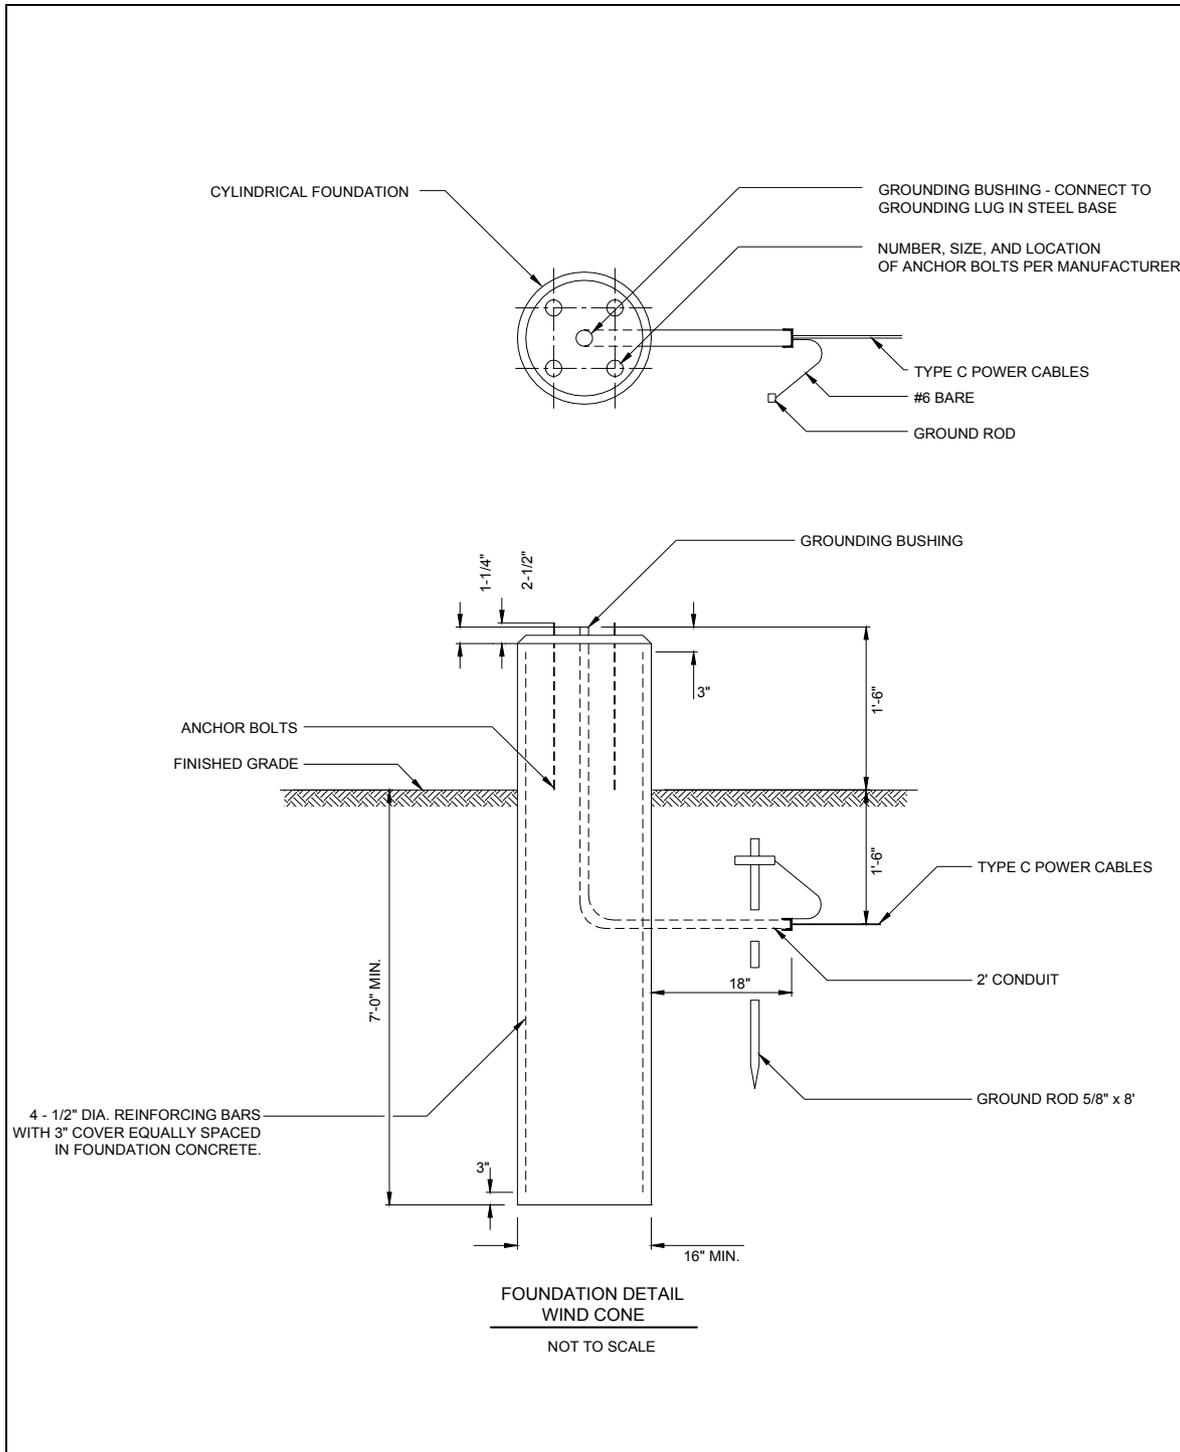 CYLINDRICAL FOUNDATION
GROUNDING BUSHING - CONNECT TO
GROUNDING LUG IN STEEL BASE
NUMBER, SIZE, AND LOCATION
OF ANCHOR BOLTS PER MANUFACTURER
TYPE C POWER CABLES
#6 BARE
GROUND ROD
GROUNDING BUSHING
1-1/4"
2-1/2"
3"
1'-6"
ANCHOR BOLTS
FINISHED GRADE
1'-6"
TYPE C POWER CABLES
7'-0" MIN.
18"
2' CONDUIT
GROUND ROD 5/8" x 8'
4 - 1/2" DIA. REINFORCING BARS
WITH 3" COVER EQUALLY SPACED
IN FOUNDATION CONCRETE.
3"
16" MIN.
FOUNDATION DETAIL
WIND CONE
NOT TO SCALE